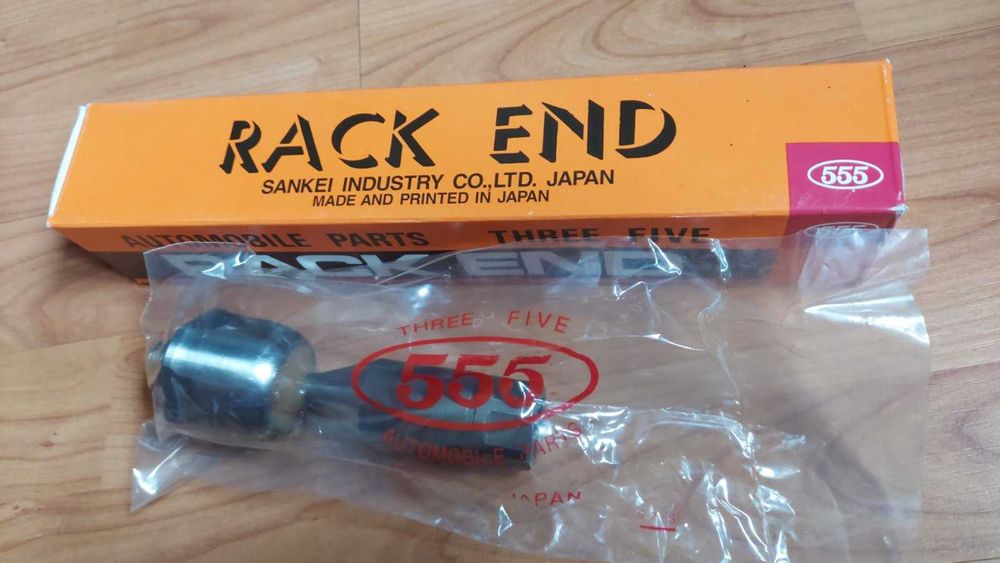 RACK END
SANKEI INDUSTRY CO.,LTD. JAPAN
MADE AND PRINTED IN JAPAN
555
555
AUTOMOBILE PARTS THREE FIVE
RACK END
THREE FIVE
555
AUTOMOBILE PARTS
JAPAN